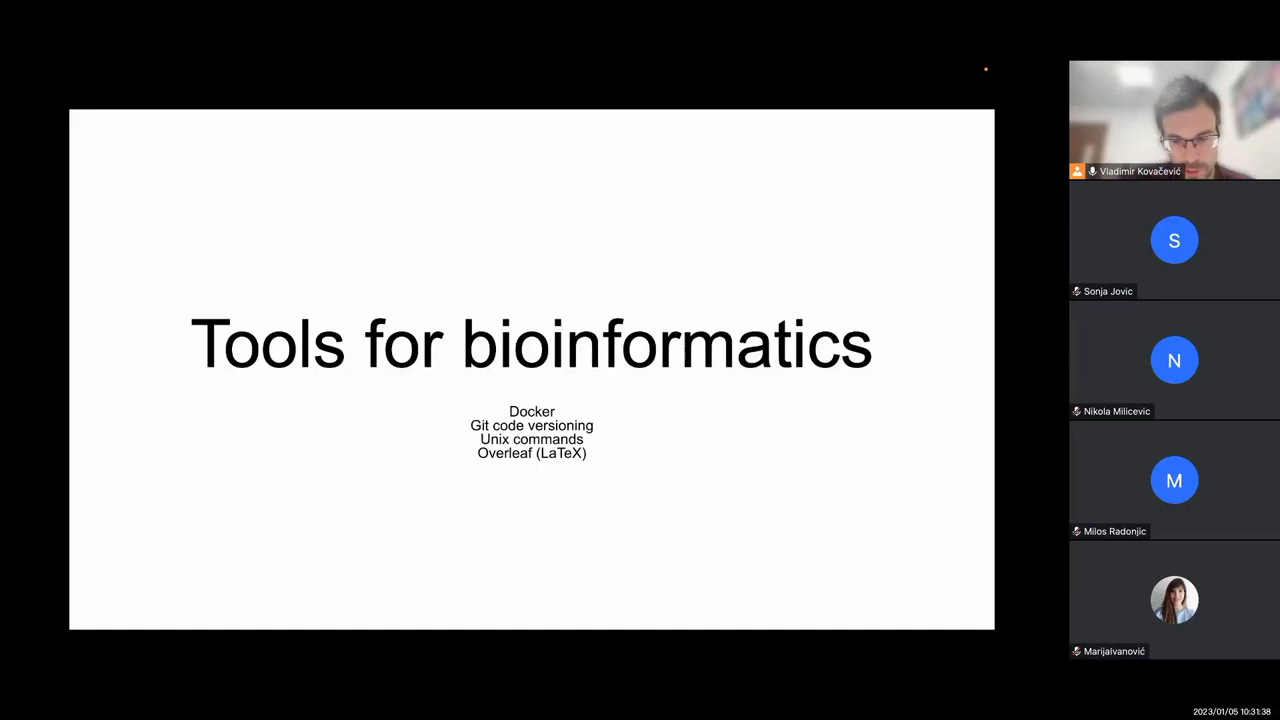 Tools for bioinformatics
Docker
Git code versioning
Unix commands
Overleaf (LaTeX)
Vladimir Kovačević
S
Sonja Jovic
N
Nikola Milicevic
M
Milos Radonjic
MarijaIvanović
2023/01/05 10:31:38